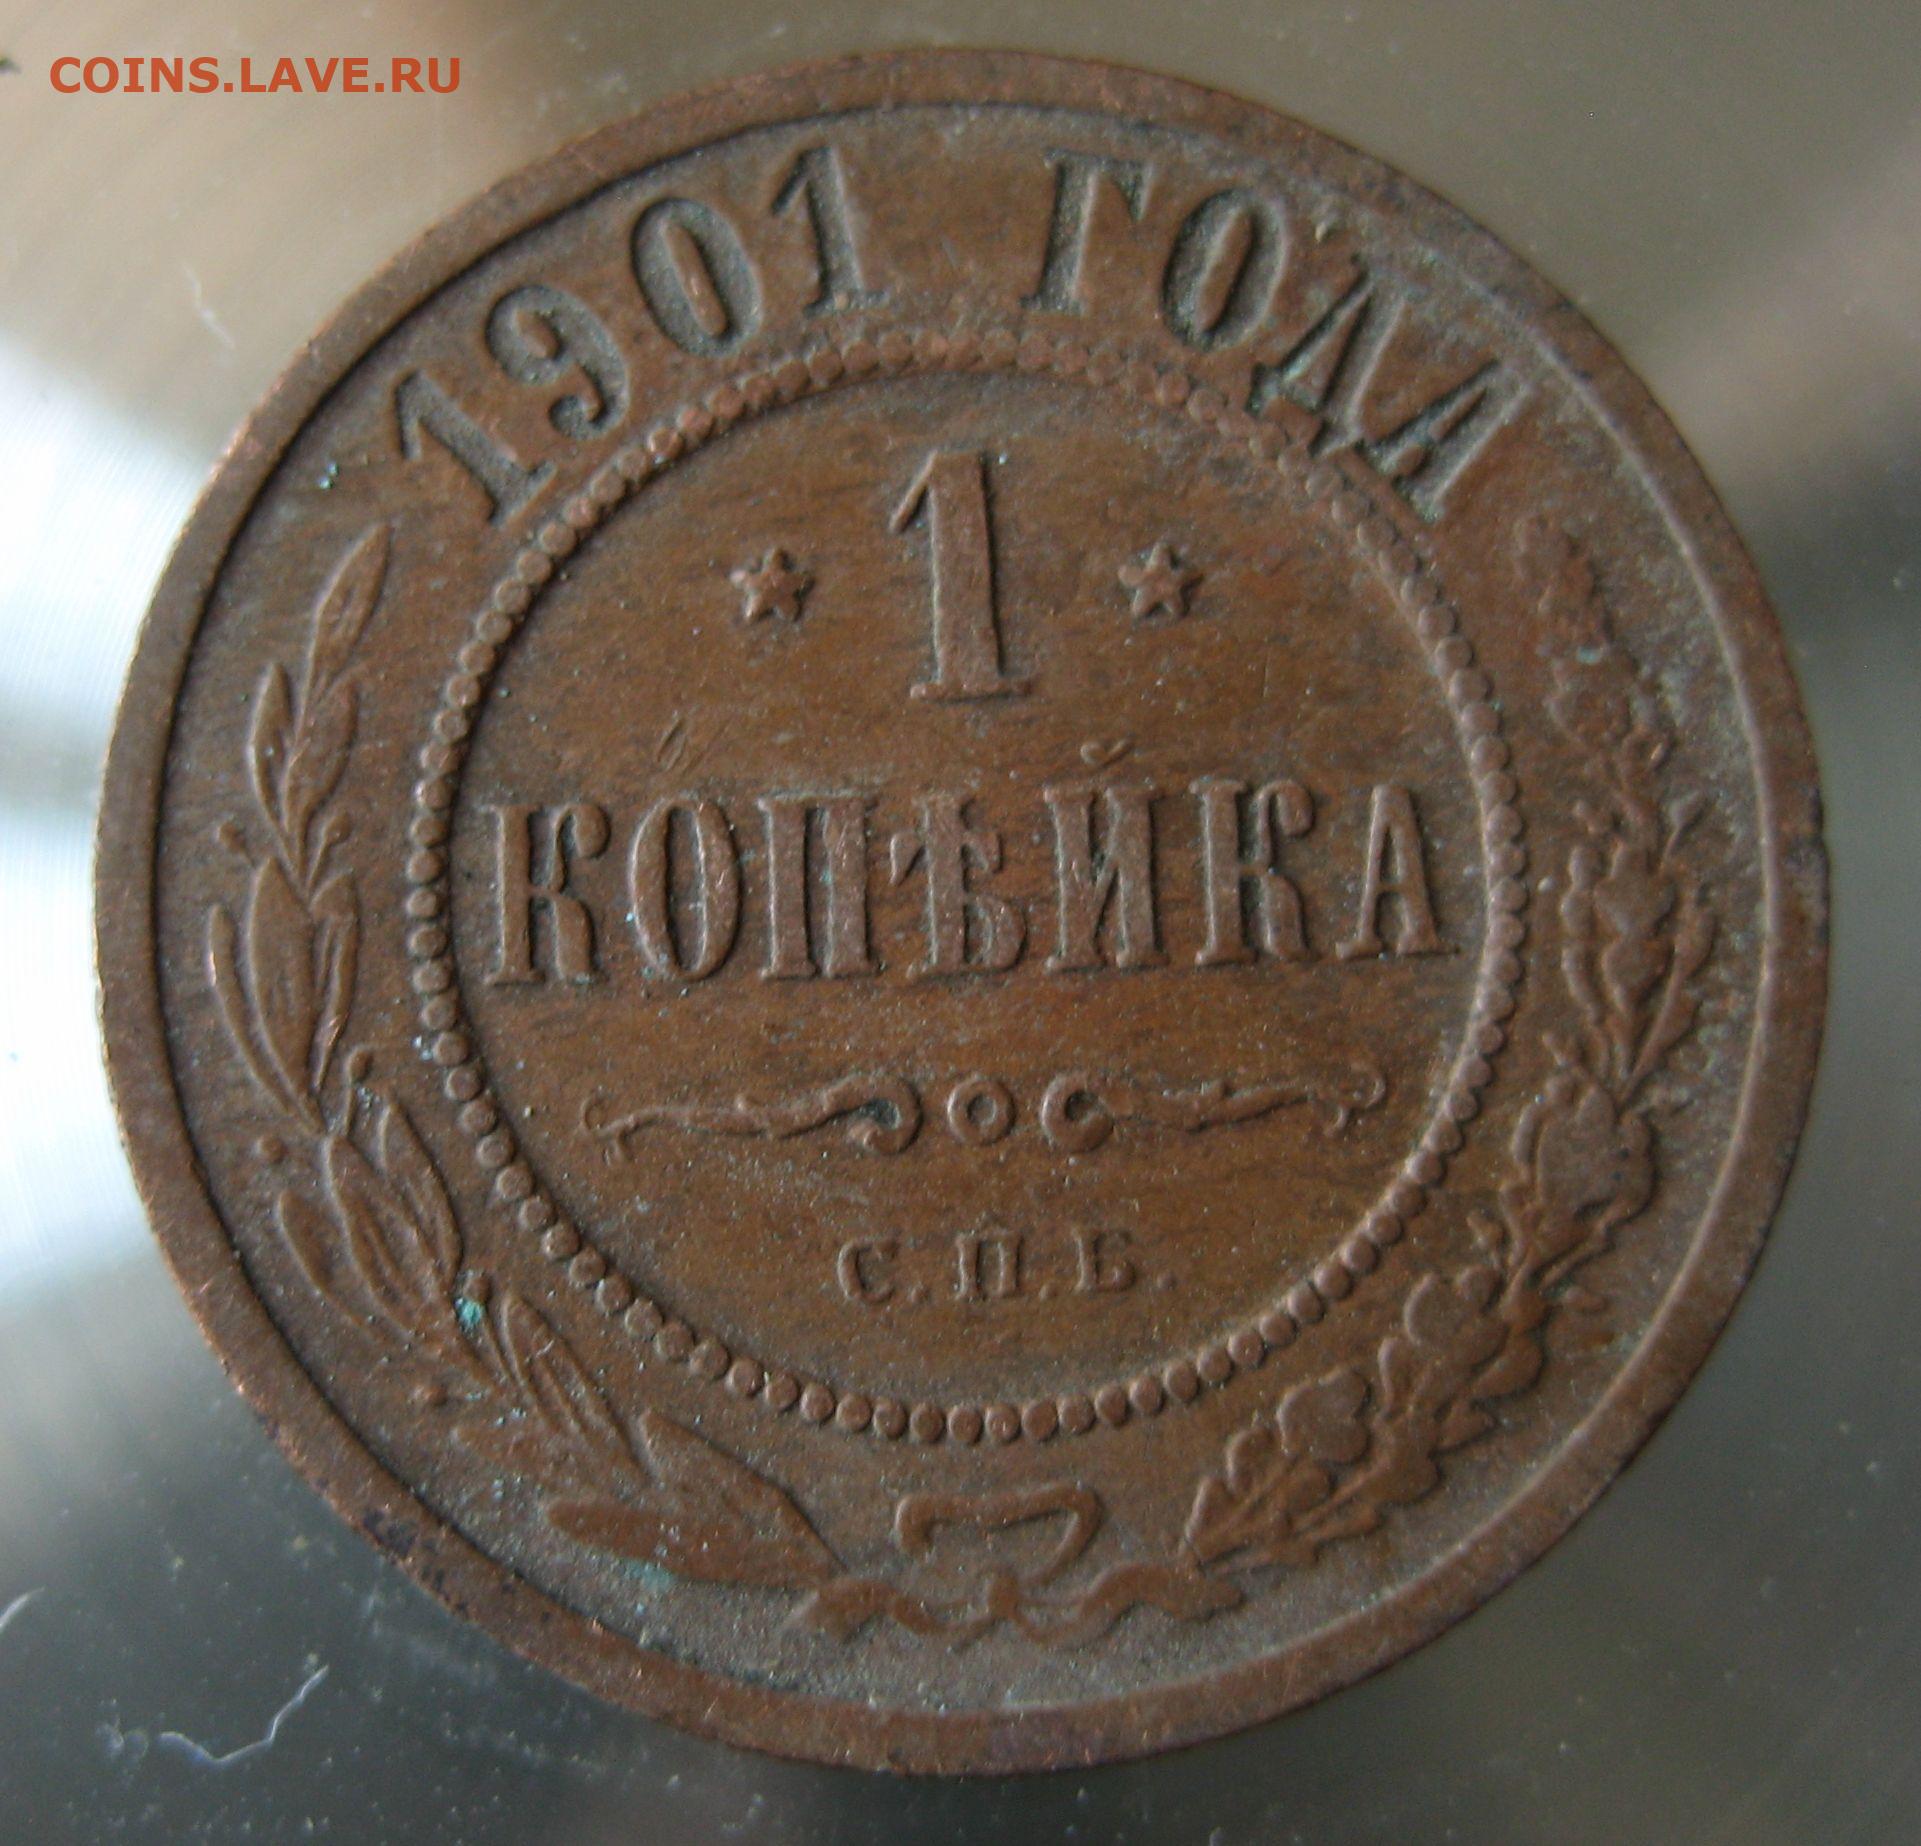 COINS.LAVE.RU
1901 ГОДА
1
КОПѢЙКА
С.П.Б.